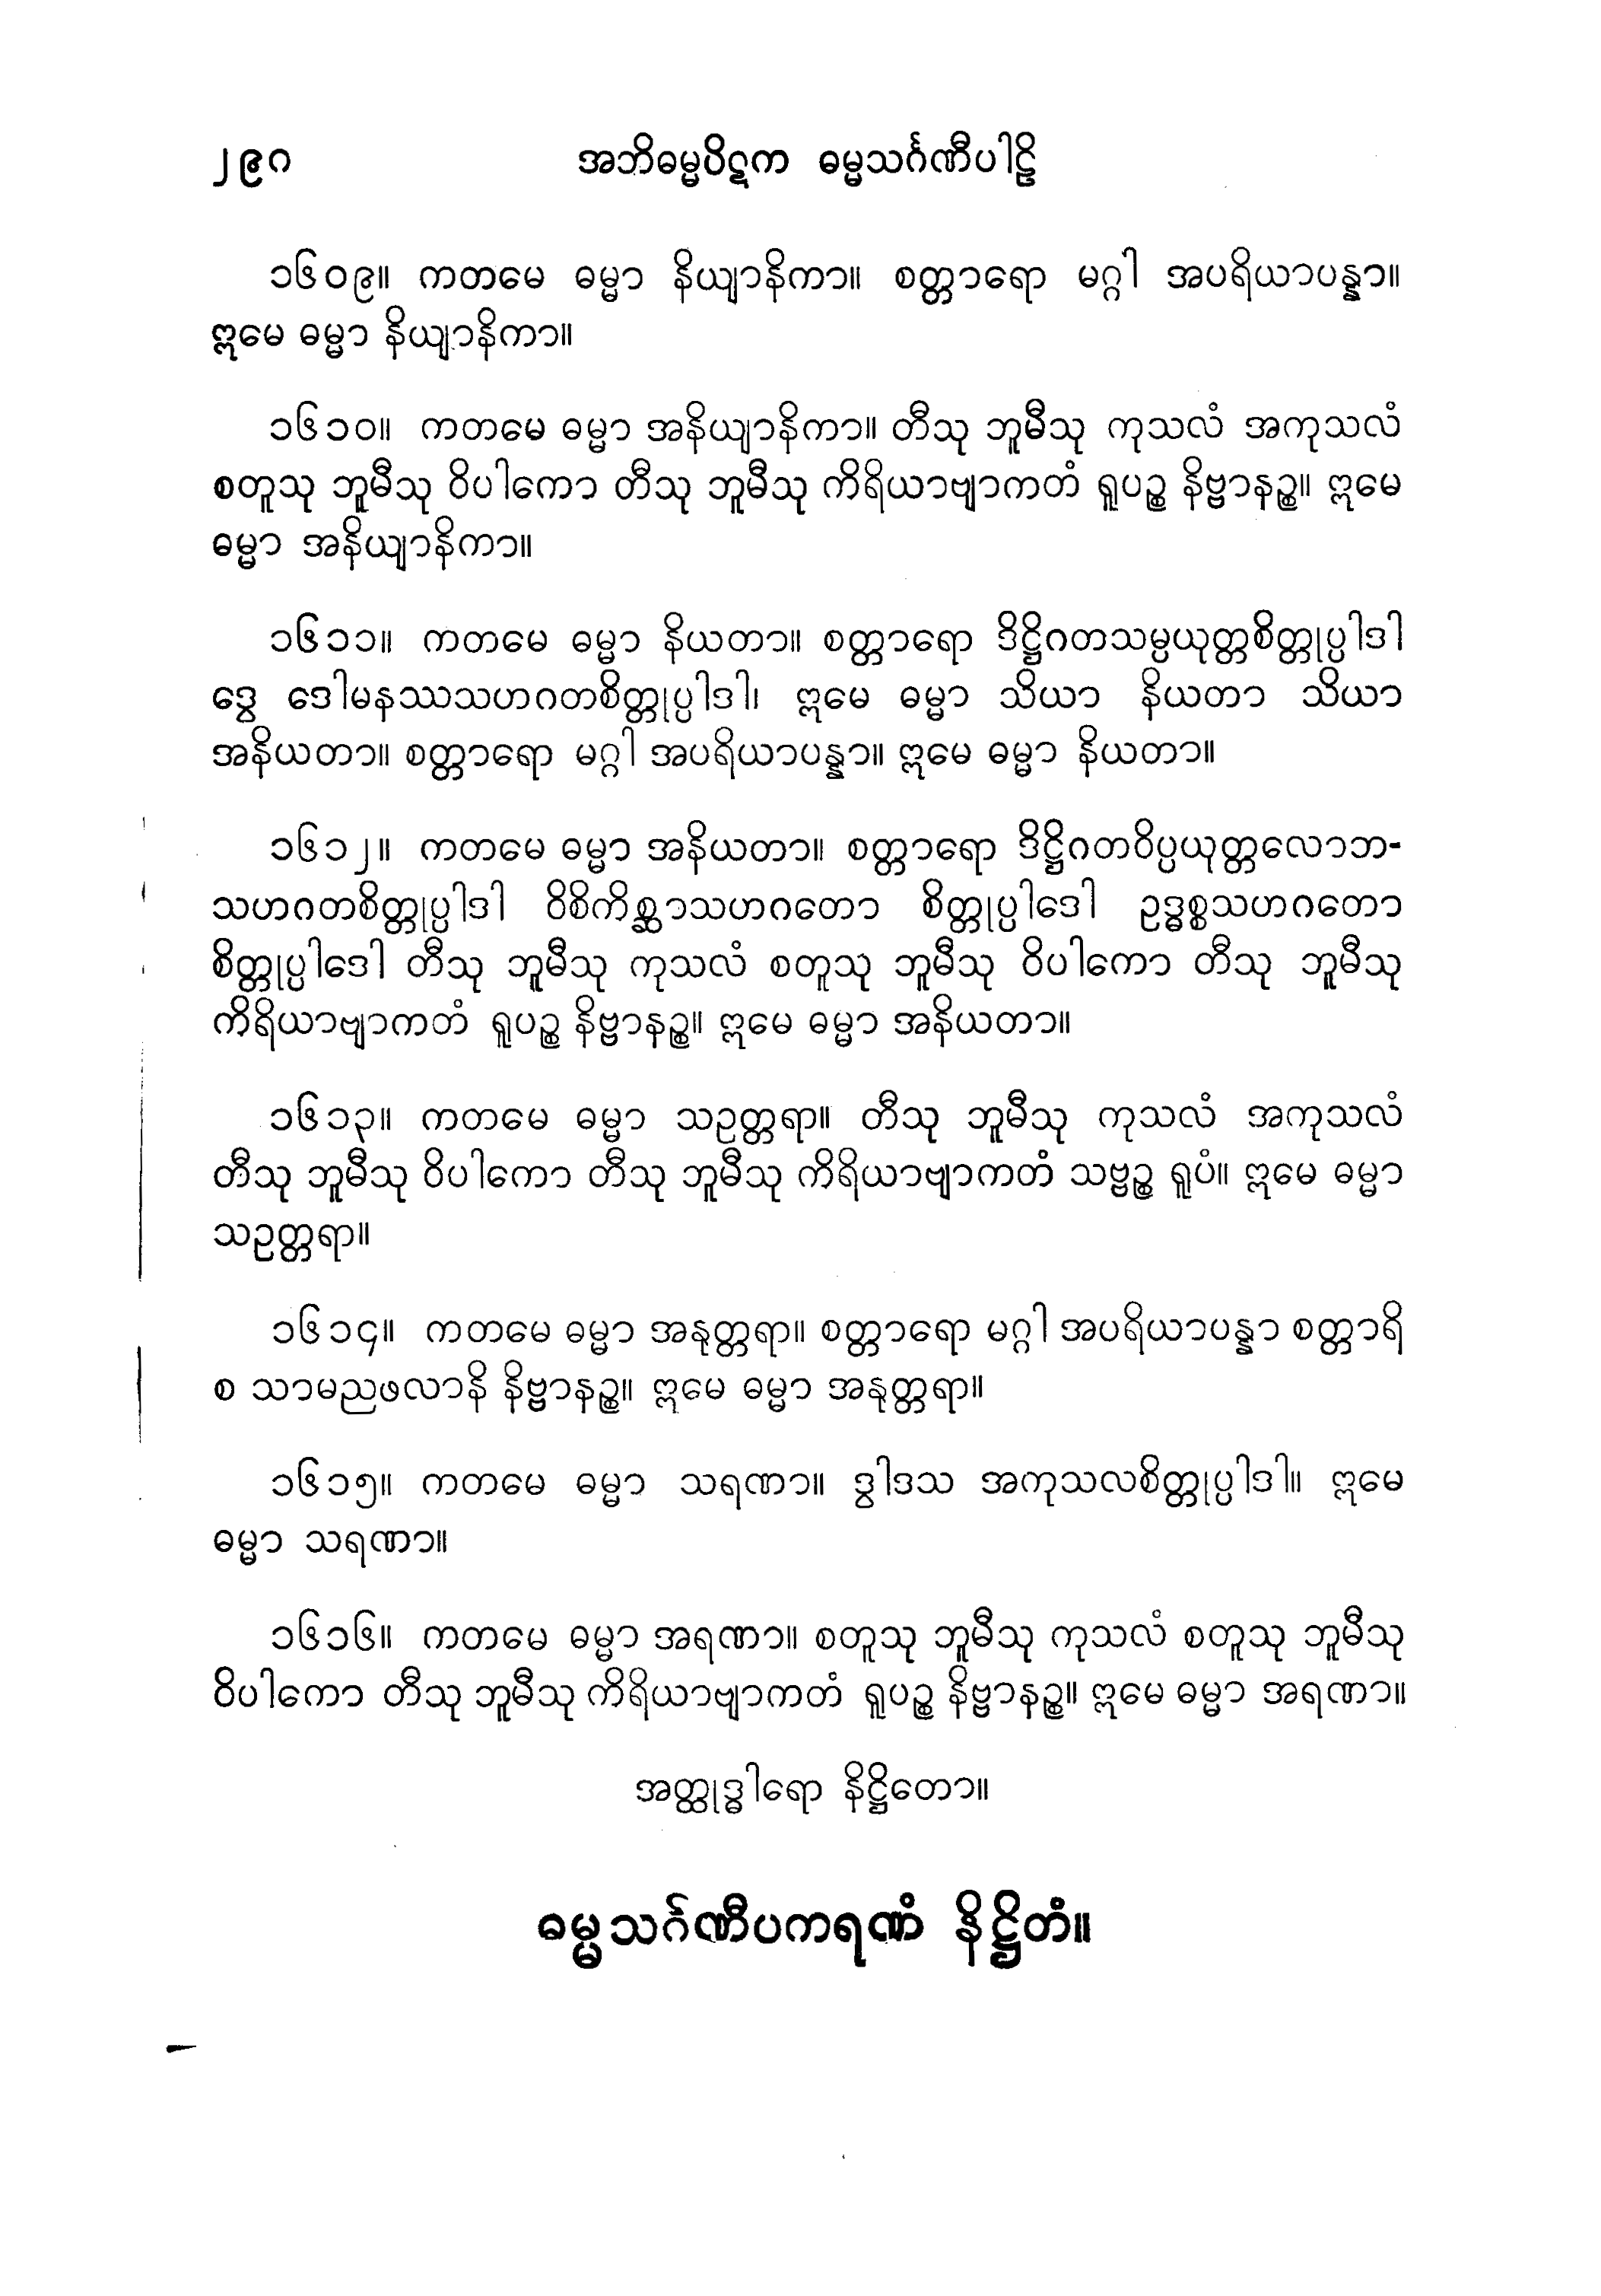 ၂၉ဂ အဘိဓမ္မပိဋက ဓမ္မသင်္ဂဏီပါဠိ
၁၆၀၉။ ကတမေ ဓမ္မာ နိယျာနိကာ။ စတ္တာရော မဂ္ဂါ အပရိယာပန္နာ။
ဣမေ ဓမ္မာ နိယျာနိကာ။
၁၆၁၀။ ကတမေ ဓမ္မာ အနိယျာနိကာ။ တီသု ဘူမီသု ကုသလံ အကုသလံ
စတူသု ဘူမီသု ဝိပါကော တီသု ဘူမီသု ကိရိယာဗျာကတံ ရူပဉ္စ နိဗ္ဗာနဉ္စ။ ဣမေ
ဓမ္မာ အနိယျာနိကာ။
၁၆၁၁။ ကတမေ ဓမ္မာ နိယတာ။ စတ္တာရော ဒိဋ္ဌိဂတသမ္ပယုတ္တစိတ္တုပ္ပါဒါ
ဒွေ ဒေါမနဿသဟဂတစိတ္တုပ္ပါဒါ၊ ဣမေ ဓမ္မာ သိယာ နိယတာ သိယာ
အနိယတာ။ စတ္တာရော မဂ္ဂါ အပရိယာပန္နာ။ ဣမေ ဓမ္မာ နိယတာ။
၁၆၁၂။ ကတမေ ဓမ္မာ အနိယတာ။ စတ္တာရော ဒိဋ္ဌိဂတဝိပ္ပယုတ္တလောဘ-
သဟဂတစိတ္တုပ္ပါဒါ ဝိစိကိစ္ဆာသဟဂတော စိတ္တုပ္ပါဒေါ ဥဒ္ဓစ္စသဟဂတော
စိတ္တုပ္ပါဒေါ တီသု ဘူမီသု ကုသလံ စတူသု ဘူမီသု ဝိပါကော တီသု ဘူမီသု
ကိရိယာဗျာကတံ ရူပဉ္စ နိဗ္ဗာနဉ္စ။ ဣမေ ဓမ္မာ အနိယတာ။
၁၆၁၃။ ကတမေ ဓမ္မာ သဥတ္တရာ။ တီသု ဘူမီသု ကုသလံ အကုသလံ
တီသု ဘူမီသု ဝိပါကော တီသု ဘူမီသု ကိရိယာဗျာကတံ သဗ္ဗဉ္စ ရူပံ။ ဣမေ ဓမ္မာ
သဥတ္တရာ။
၁၆၁၄။ ကတမေ ဓမ္မာ အနုတ္တရာ။ စတ္တာရော မဂ္ဂါ အပရိယာပန္နာ စတ္တာရိ
စ သာမညဖလာနိ နိဗ္ဗာနဉ္စ။ ဣမေ ဓမ္မာ အနုတ္တရာ။
၁၆၁၅။ ကတမေ ဓမ္မာ သရဏာ။ ဒွါဒသ အကုသလစိတ္တုပ္ပါဒါ။ ဣမေ
ဓမ္မာ သရဏာ။
၁၆၁၆။ ကတမေ ဓမ္မာ အရဏာ။ စတူသု ဘူမီသု ကုသလံ စတူသု ဘူမီသု
ဝိပါကော တီသု ဘူမီသု ကိရိယာဗျာကတံ ရူပဉ္စ နိဗ္ဗာနဉ္စ။ ဣမေ ဓမ္မာ အရဏာ။
အတ္ထုဒ္ဓါရော နိဋ္ဌိတော။
ဓမ္မသင်္ဂဏီပကရဏံ နိဋ္ဌိတံ။